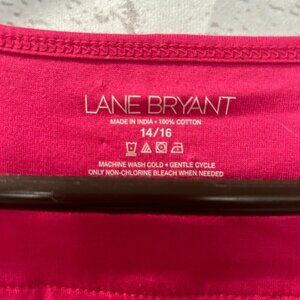 LANE BRYANT
MADE IN INDIA • 100% COTTON
14/16
MACHINE WASH COLD • GENTLE CYCLE
ONLY NON-CHLORINE BLEACH WHEN NEEDED